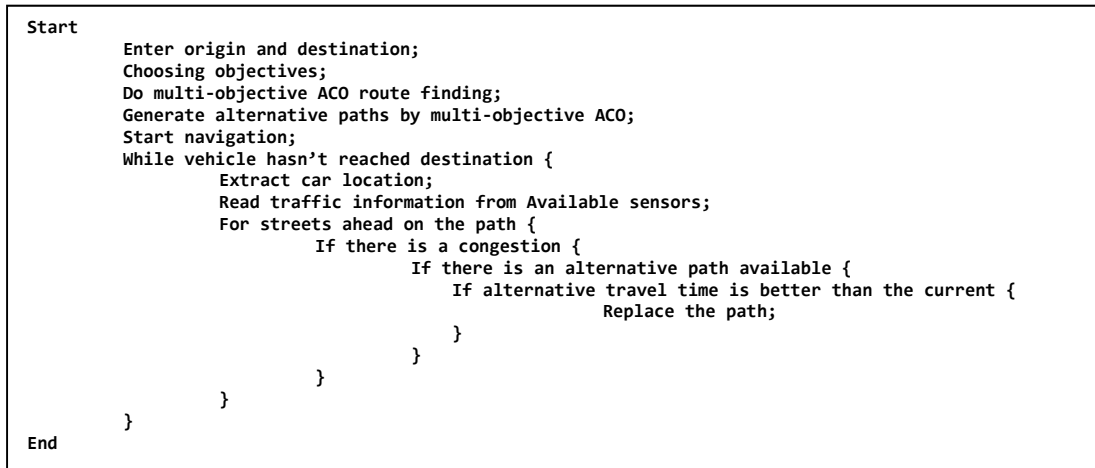 Start
Enter origin and destination;
Choosing objectives;
Do multi-objective ACO route finding;
Generate alternative paths by multi-objective ACO;
Start navigation;
While vehicle hasn’t reached destination {
Extract car location;
Read traffic information from Available sensors;
For streets ahead on the path {
If there is a congestion {
If there is an alternative path available {
If alternative travel time is better than the current {
Replace the path;
}
}
}
}
}
End